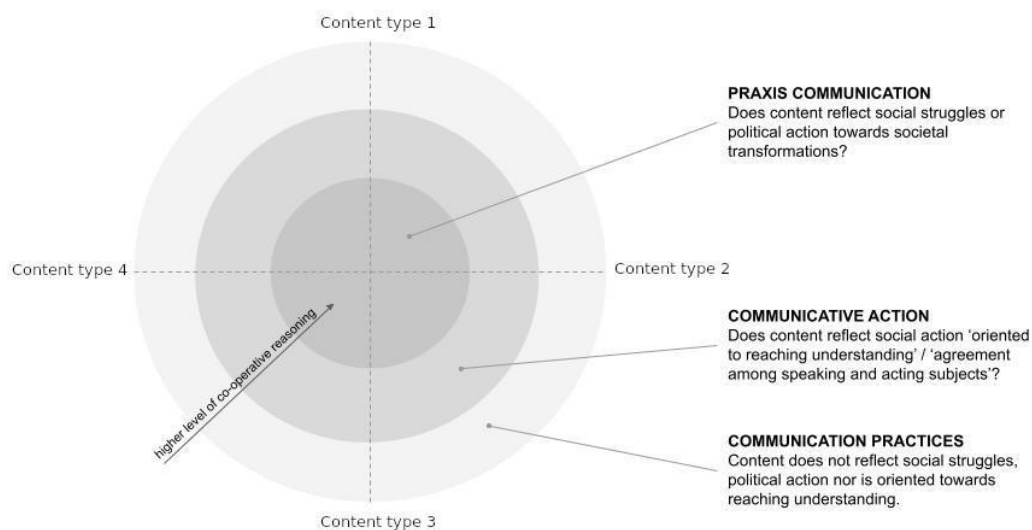 Content type 1
PRAXIS COMMUNICATION
Does content reflect social struggles or
political action towards societal
transformations?
Content type 4
Content type 2
higher level of co-operative reasoning
COMMUNICATIVE ACTION
Does content reflect social action ‘oriented
to reaching understanding’ / ‘agreement
among speaking and acting subjects’?
COMMUNICATION PRACTICES
Content does not reflect social struggles,
political action nor is oriented towards
reaching understanding.
Content type 3